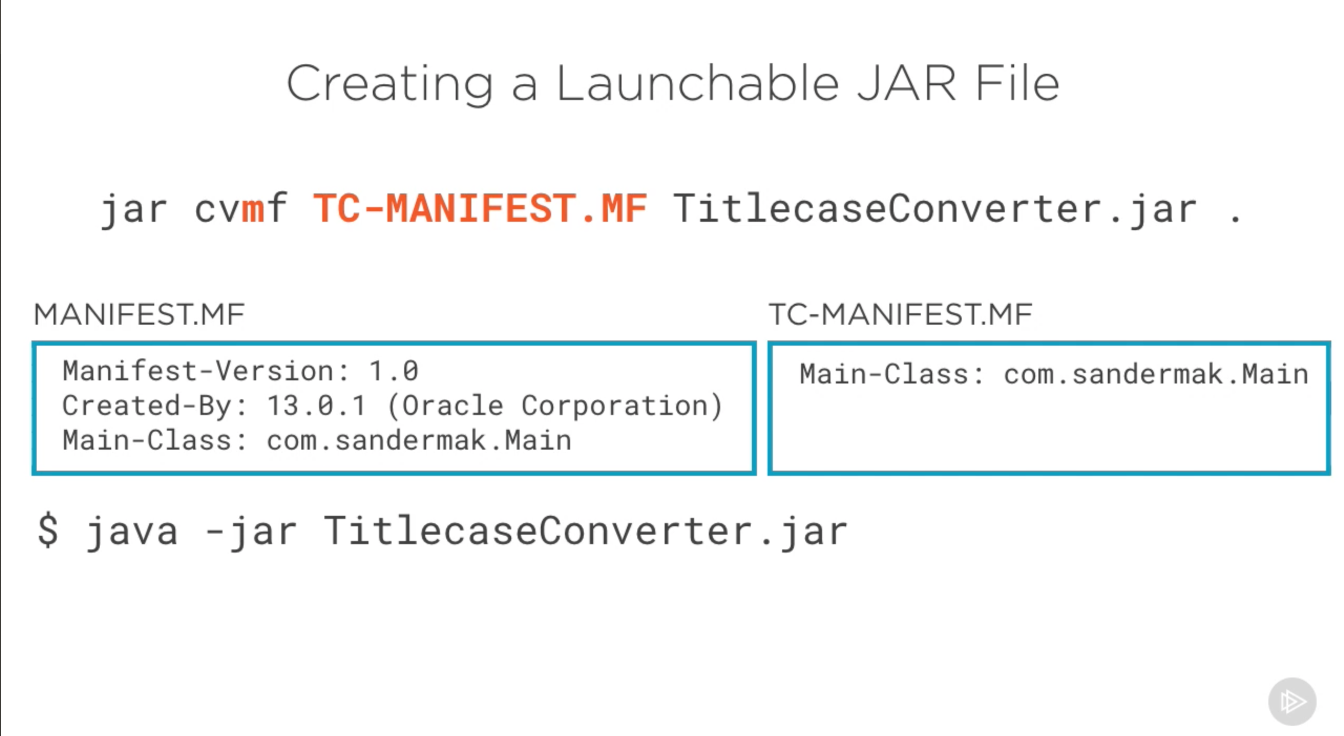 Creating a Launchable JAR File
jar cvmf TC-MANIFEST.MF TitlecaseConverter.jar .
MANIFEST.MF
Manifest-Version: 1.0
Created-By: 13.0.1 (Oracle Corporation)
Main-Class: com.sandermak.Main
TC-MANIFEST.MF
Main-Class: com.sandermak.Main
$ java -jar TitlecaseConverter.jar